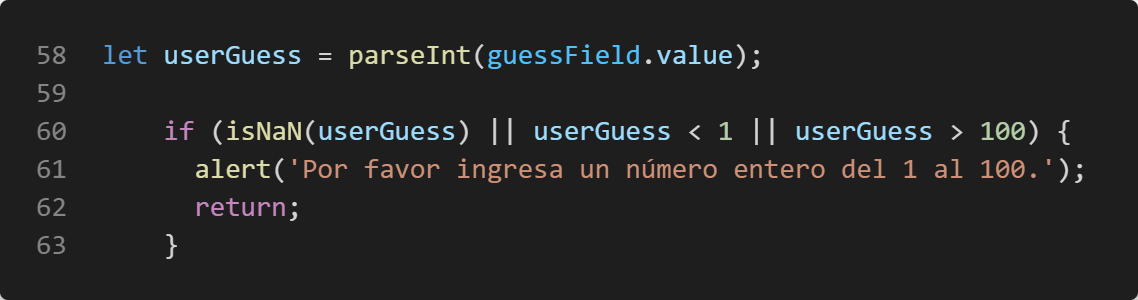 58 let userGuess = parseInt(guessField.value);
59
60 if (isNaN(userGuess) || userGuess < 1 || userGuess > 100) {
61 alert('Por favor ingresa un número entero del 1 al 100.');
62 return;
63 }